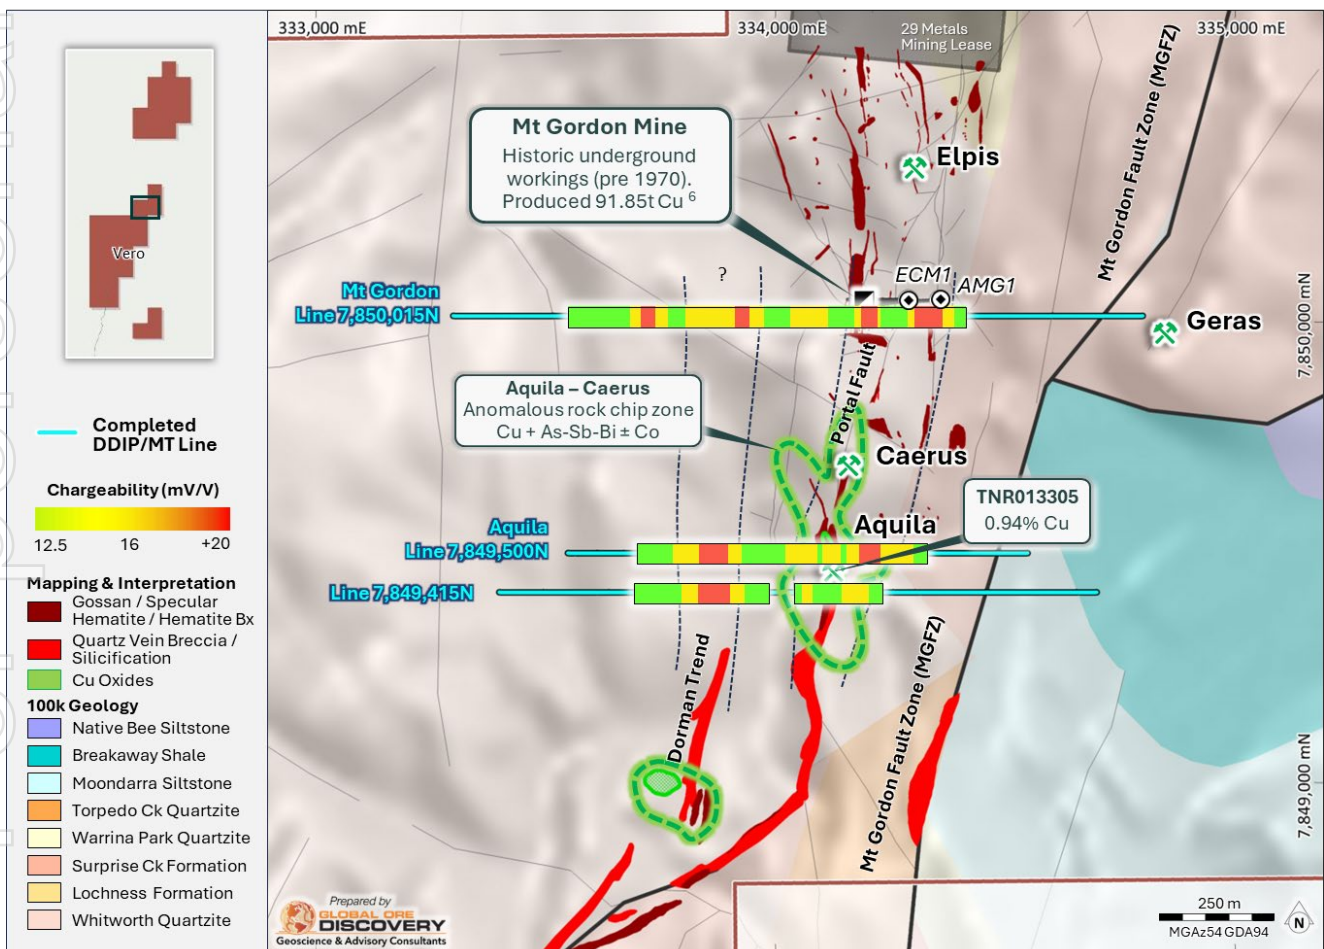 333,000 mE
334,000 mE
335,000 mE
29 Metals
Mining Lease
Mt Gordon Mine
Historic underground
workings (pre 1970).
Produced 91.85t Cu 6
Elpis
Mt Gordon Fault Zone (MGFZ)
Vero
?
ECM1
AMG1
Mt Gordon
Line 7,850,015N
Geras
7,850,000 mN
Portal Fault
Aquila – Caerus
Anomalous rock chip zone
Cu + As-Sb-Bi ± Co
Caerus
TNR013305
0.94% Cu
Aquila
Aquila
Line 7,849,500N
Line 7,849,415N
Completed
DDIP/MT Line
Chargeability (mV/V)
12.5
16
+20
Mapping & Interpretation
Gossan / Specular
Hematite / Hematite Bx
Quartz Vein Breccia /
Silicification
Cu Oxides
100k Geology
Native Bee Siltstone
Breakaway Shale
Moondarra Siltstone
Torpedo Ck Quartzite
Warrina Park Quartzite
Surprise Ck Formation
Lochness Formation
Whitworth Quartzite
Dorman Trend
Mt Gordon Fault Zone (MGFZ)
7,849,000 mN
Prepared by
GLOBAL ORE
DISCOVERY
Geoscience & Advisory Consultants
250 m
MGAz54 GDA94
N